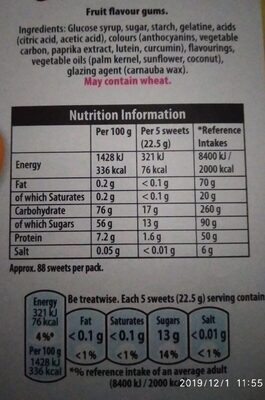 Fruit flavour gums.
Ingredients: Glucose syrup, sugar, starch, gelatine, acids
(citric acid, acetic acid), colours (anthocyanins, vegetable
carbon, paprika extract, lutein, curcumin), flavourings,
vegetable oils (palm kernel, sunflower, coconut),
glazing agent (carnauba wax).
May contain wheat.
Nutrition Information
Per 100 g Per 5 sweets (22.5 g) *Reference Intakes
Energy 1428 kJ 321 kJ 8400 kJ /
336 kcal 76 kcal 2000 kcal
Fat 0.2 g <0.1 g 70 g
of which Saturates 0.2 g <0.1 g 20 g
Carbohydrate 76 g 17 g 260 g
of which Sugars 56 g 13 g 90 g
Protein 7.2 g 1.6 g 50 g
Salt 0.05 g <0.01 g 6 g
Approx. 88 sweets per pack.
Be treatwise. Each 5 sweets (22.5 g) serving contain
Energy
321 kJ
76 kcal
4%*
Per 100 g
1428 kJ
336 kcal
Fat
<0.1 g
<1%
Saturates
<0.1 g
<1%
Sugars
13 g
14%
Salt
<0.01 g
<1%
*% reference intake of an average adult
(8400 kJ / 2000 kc
2019/12/1 11:55